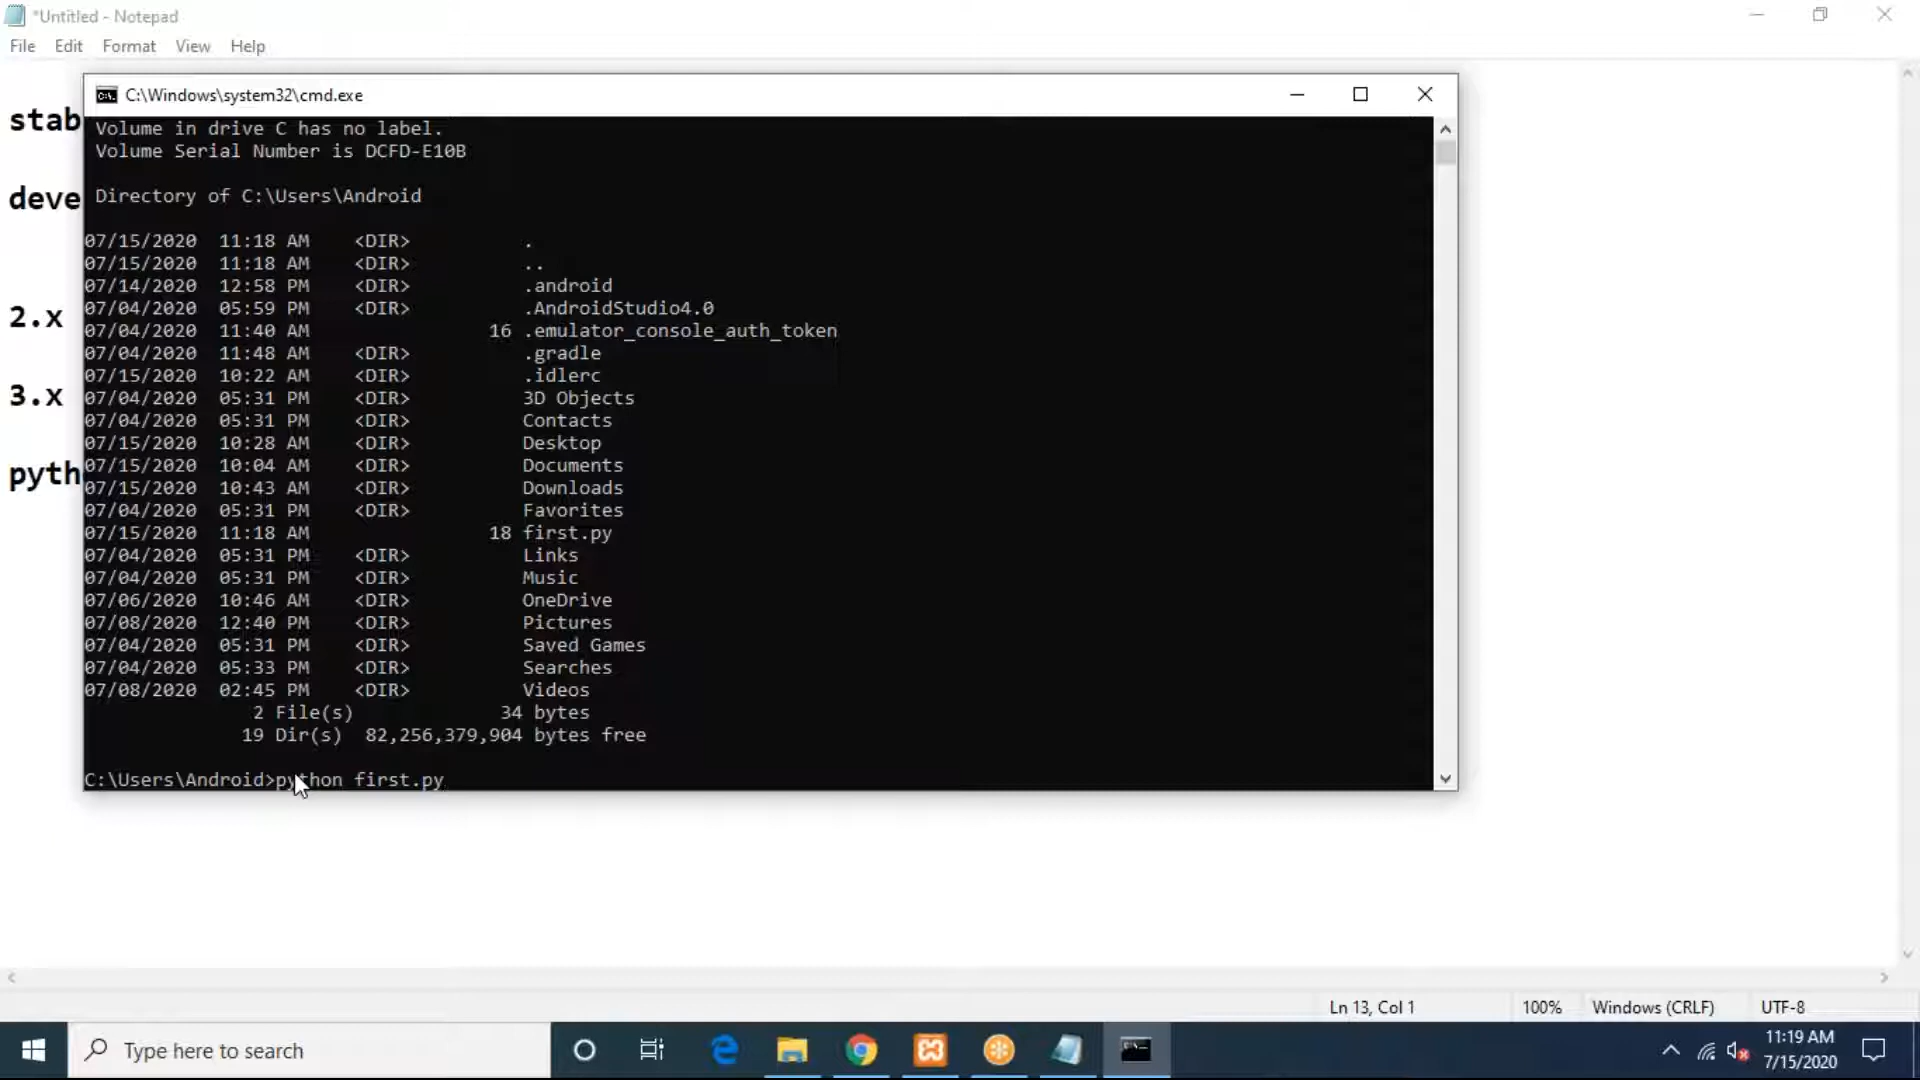 *Untitled - Notepad
File Edit Format View Help
stab
deve
2.x
3.x
pyth
C:\Windows\system32\cmd.exe
Volume in drive C has no label.
Volume Serial Number is DCFD-E10B
Directory of C:\Users\Android
07/15/2020 11:18 AM <DIR> .
07/15/2020 11:18 AM <DIR> ..
07/14/2020 12:58 PM <DIR> .android
07/04/2020 05:59 PM <DIR> .AndroidStudio4.0
07/04/2020 11:40 AM 16 .emulator_console_auth_token
07/04/2020 11:48 AM <DIR> .gradle
07/15/2020 10:22 AM <DIR> .idlerc
07/04/2020 05:31 PM <DIR> 3D Objects
07/04/2020 05:31 PM <DIR> Contacts
07/15/2020 10:28 AM <DIR> Desktop
07/15/2020 10:04 AM <DIR> Documents
07/15/2020 10:43 AM <DIR> Downloads
07/04/2020 05:31 PM <DIR> Favorites
07/15/2020 11:18 AM 18 first.py
07/04/2020 05:31 PM <DIR> Links
07/04/2020 05:31 PM <DIR> Music
07/06/2020 10:46 AM <DIR> OneDrive
07/08/2020 12:40 PM <DIR> Pictures
07/04/2020 05:31 PM <DIR> Saved Games
07/04/2020 05:33 PM <DIR> Searches
07/08/2020 02:45 PM <DIR> Videos
2 File(s) 34 bytes
19 Dir(s) 82,256,379,904 bytes free
C:\Users\Android>python first.py
Ln 13, Col 1 100% Windows (CRLF) UTF-8
Type here to search
11:19 AM
7/15/2020